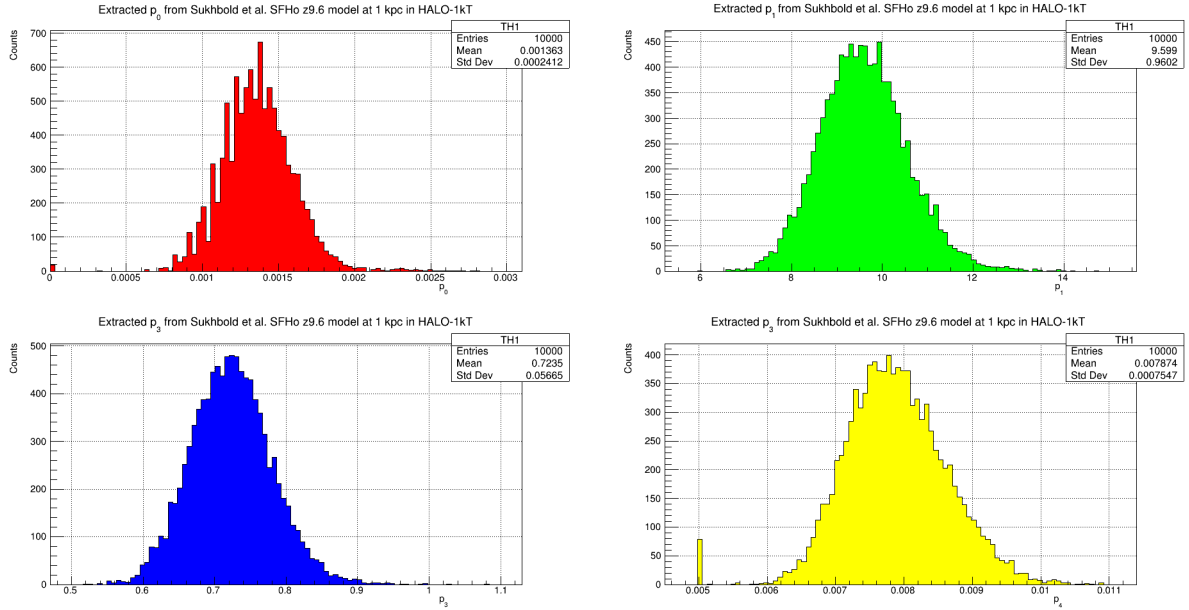 Extracted p₀ from Sukhbold et al. SFHo z9.6 model at 1 kpc in HALO-1kT
TH1
Entries 10000
Mean 0.001363
Std Dev 0.0002412
Counts
700
600
500
400
300
200
100
0
0 0.0005 0.001 0.0015 0.002 0.0025 0.003
p₀
Extracted p₁ from Sukhbold et al. SFHo z9.6 model at 1 kpc in HALO-1kT
TH1
Entries 10000
Mean 9.599
Std Dev 0.9602
Counts
450
400
350
300
250
200
150
100
50
0
6 8 10 12 14
p₁
Extracted p₃ from Sukhbold et al. SFHo z9.6 model at 1 kpc in HALO-1kT
TH1
Entries 10000
Mean 0.7235
Std Dev 0.05665
Counts
500
400
300
200
100
0
0.5 0.6 0.7 0.8 0.9 1 1.1
p₃
Extracted p₃ from Sukhbold et al. SFHo z9.6 model at 1 kpc in HALO-1kT
TH1
Entries 10000
Mean 0.007874
Std Dev 0.0007547
Counts
400
350
300
250
200
150
100
50
0
0.005 0.006 0.007 0.008 0.009 0.01 0.011
p₄